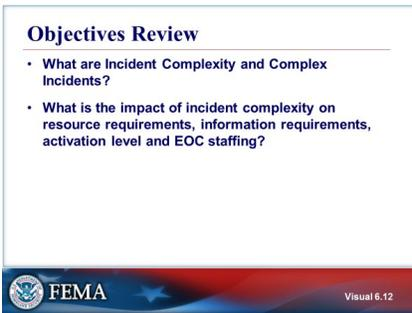 Objectives Review
• What are Incident Complexity and Complex
Incidents?
• What is the impact of incident complexity on
resource requirements, information requirements,
activation level and EOC staffing?
FEMA
Visual 6.12